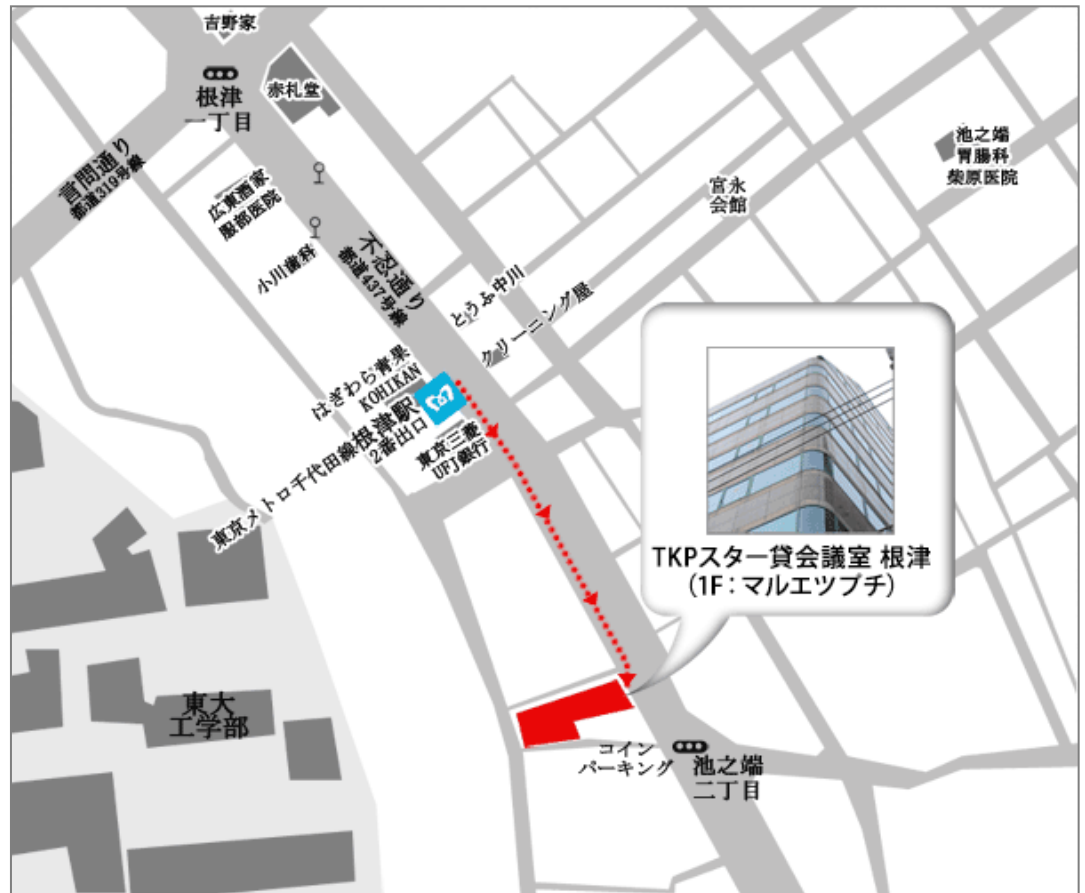 吉野家
赤札堂
根津
一丁目
言問通り
都道319号線
広東酒家
服部医院
小川歯科
不忍通り
都道437号線
池之端
胃腸科
柴原医院
宮永
会館
とうふ中川
クリーニング屋
はぎわら青果
KOHIKAN
東京メトロ千代田線根津駅
2番出口
東京三菱
UFJ銀行
TKPスター貸会議室 根津
(1F:マルエツプチ)
東大
工学部
コイン
パーキング
池之端
二丁目